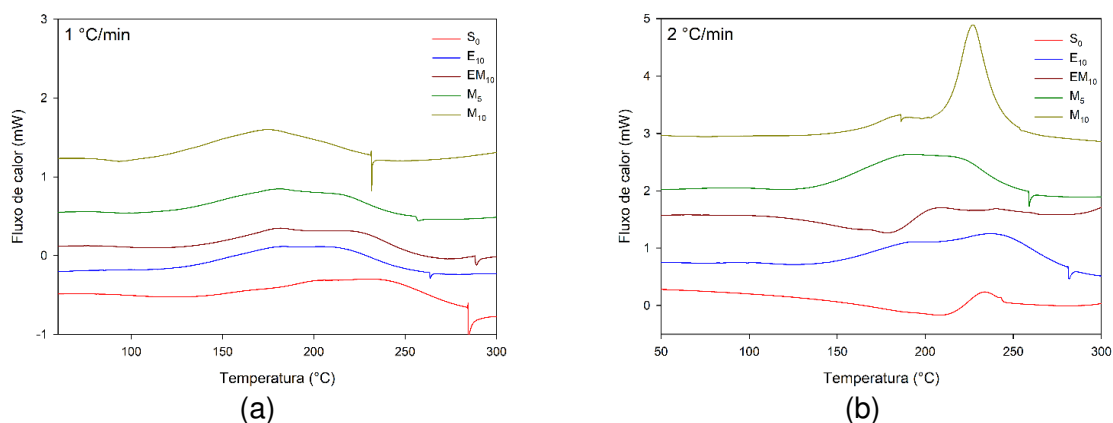 1 °C/min
S0
E10
EM10
M5
M10
Fluxo de calor (mW)
3
2
1
0
-1
100
150
200
250
300
Temperatura (°C)
(a)
2 °C/min
S0
E10
EM10
M5
M10
Fluxo de calor (mW)
5
4
3
2
1
0
50
100
150
200
250
300
Temperatura (°C)
(b)